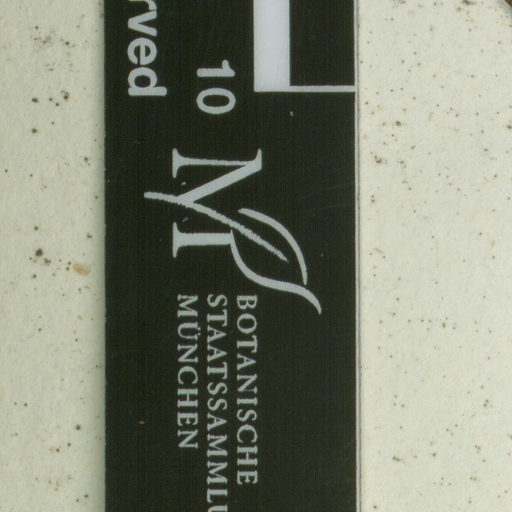 rved
10
BOTANISCHE
STAATSSAMMLU
MÜNCHEN